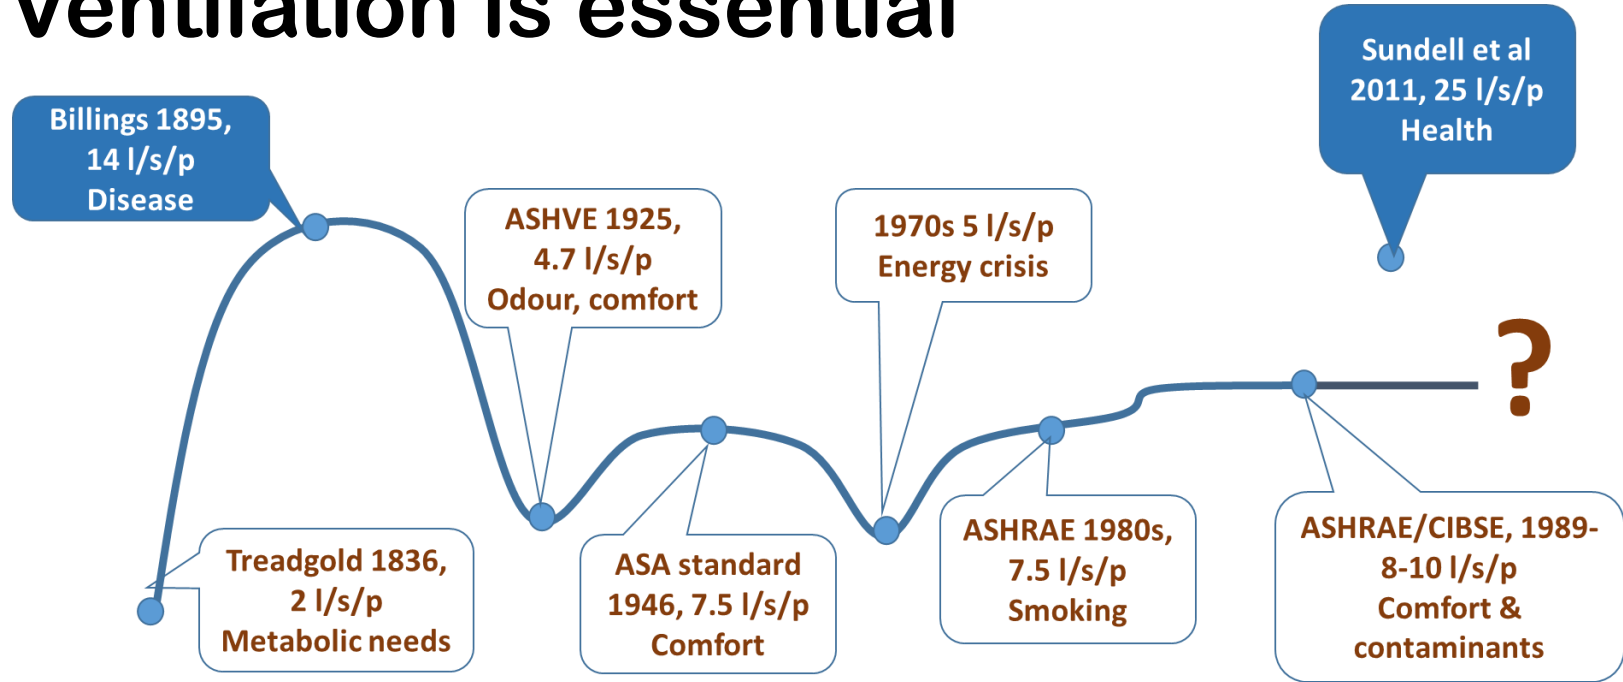 Ventilation is essential
Billings 1895,
14 l/s/p
Disease
Sundell et al
2011, 25 l/s/p
Health
ASHVE 1925,
4.7 l/s/p
Odour, comfort
1970s 5 l/s/p
Energy crisis
?
Treadgold 1836,
2 l/s/p
Metabolic needs
ASA standard
1946, 7.5 l/s/p
Comfort
ASHRAE 1980s,
7.5 l/s/p
Smoking
ASHRAE/CIBSE, 1989-
8-10 l/s/p
Comfort &
contaminants